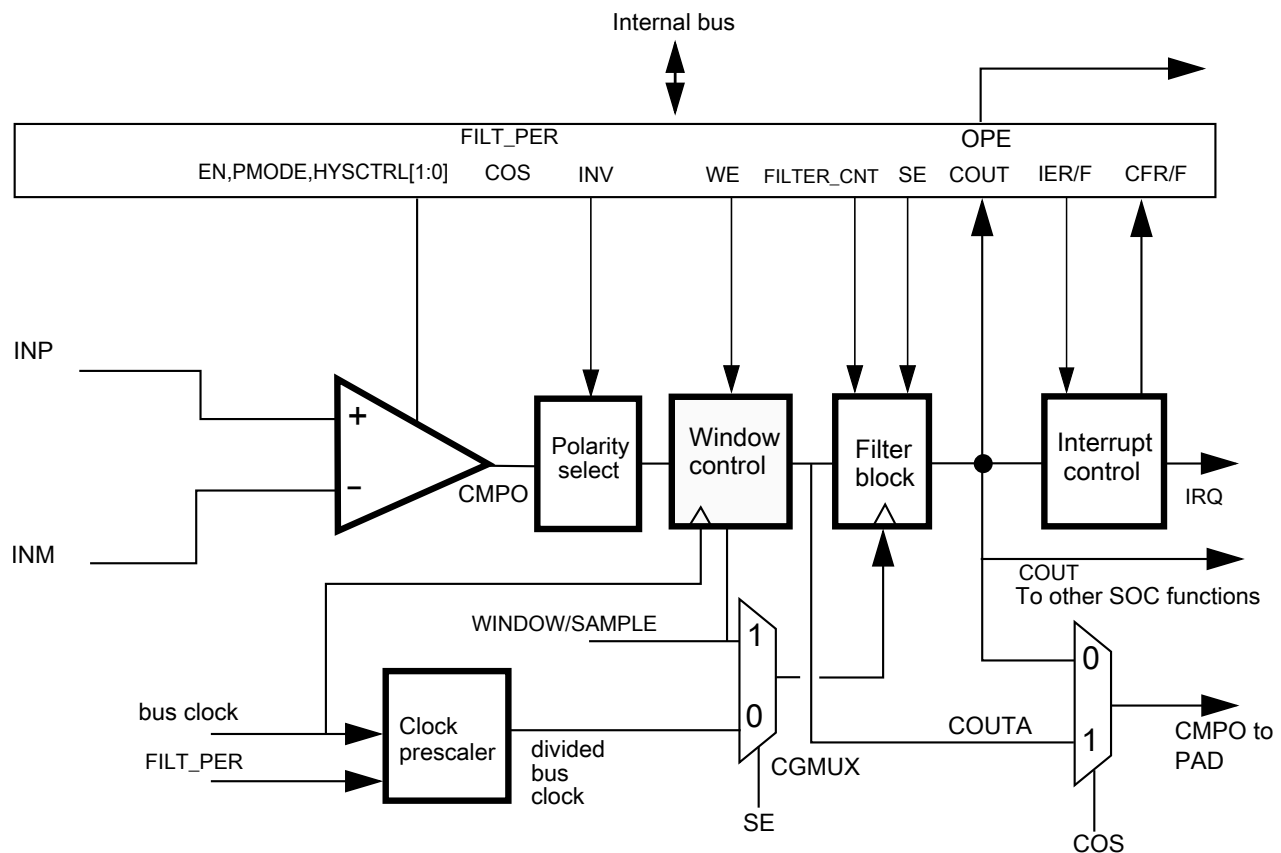 Internal bus
FILT_PER
OPE
EN,PMODE,HYSCTRL[1:0]
COS
INV
WE
FILTER_CNT
SE
COUT
IER/F
CFR/F
INP
+
Polarity
select
Window
control
Filter
block
Interrupt
control
−
CMPO
IRQ
INM
COUT
To other SOC functions
WINDOW/SAMPLE
1
0
0
bus clock
Clock
prescaler
FILT_PER
divided
bus
clock
CGMUX
COUTA
1
CMPO to
PAD
SE
COS